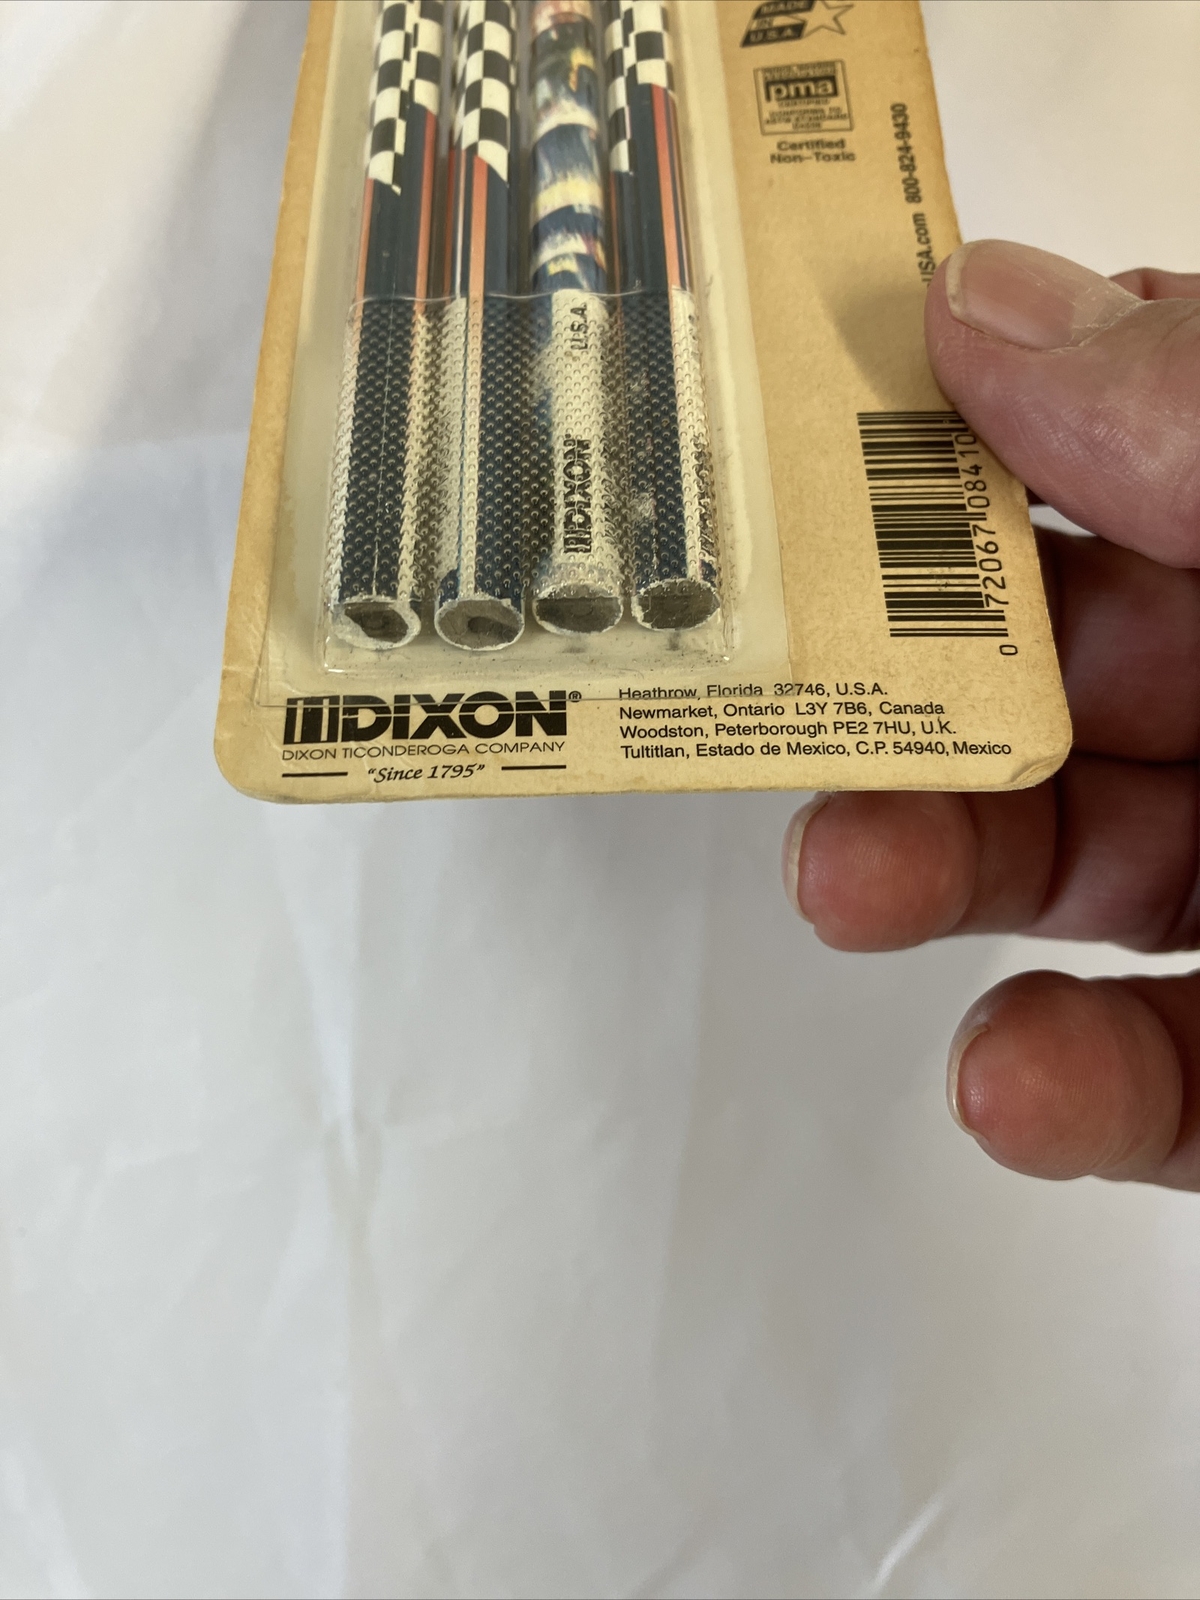 MADE
IN
U.S.A.
pma
CERTIFIED
Certified
Non-Toxic
USA.com 800-824-9430
U.S.A.
DIXON®
0 72067 08410
DIXON®
DIXON TICONDEROGA COMPANY
"Since 1795"
Heathrow, Florida 32746, U.S.A.
Newmarket, Ontario L3Y 7B6, Canada
Woodston, Peterborough PE2 7HU, U.K.
Tultitlan, Estado de Mexico, C.P. 54940, Mexico